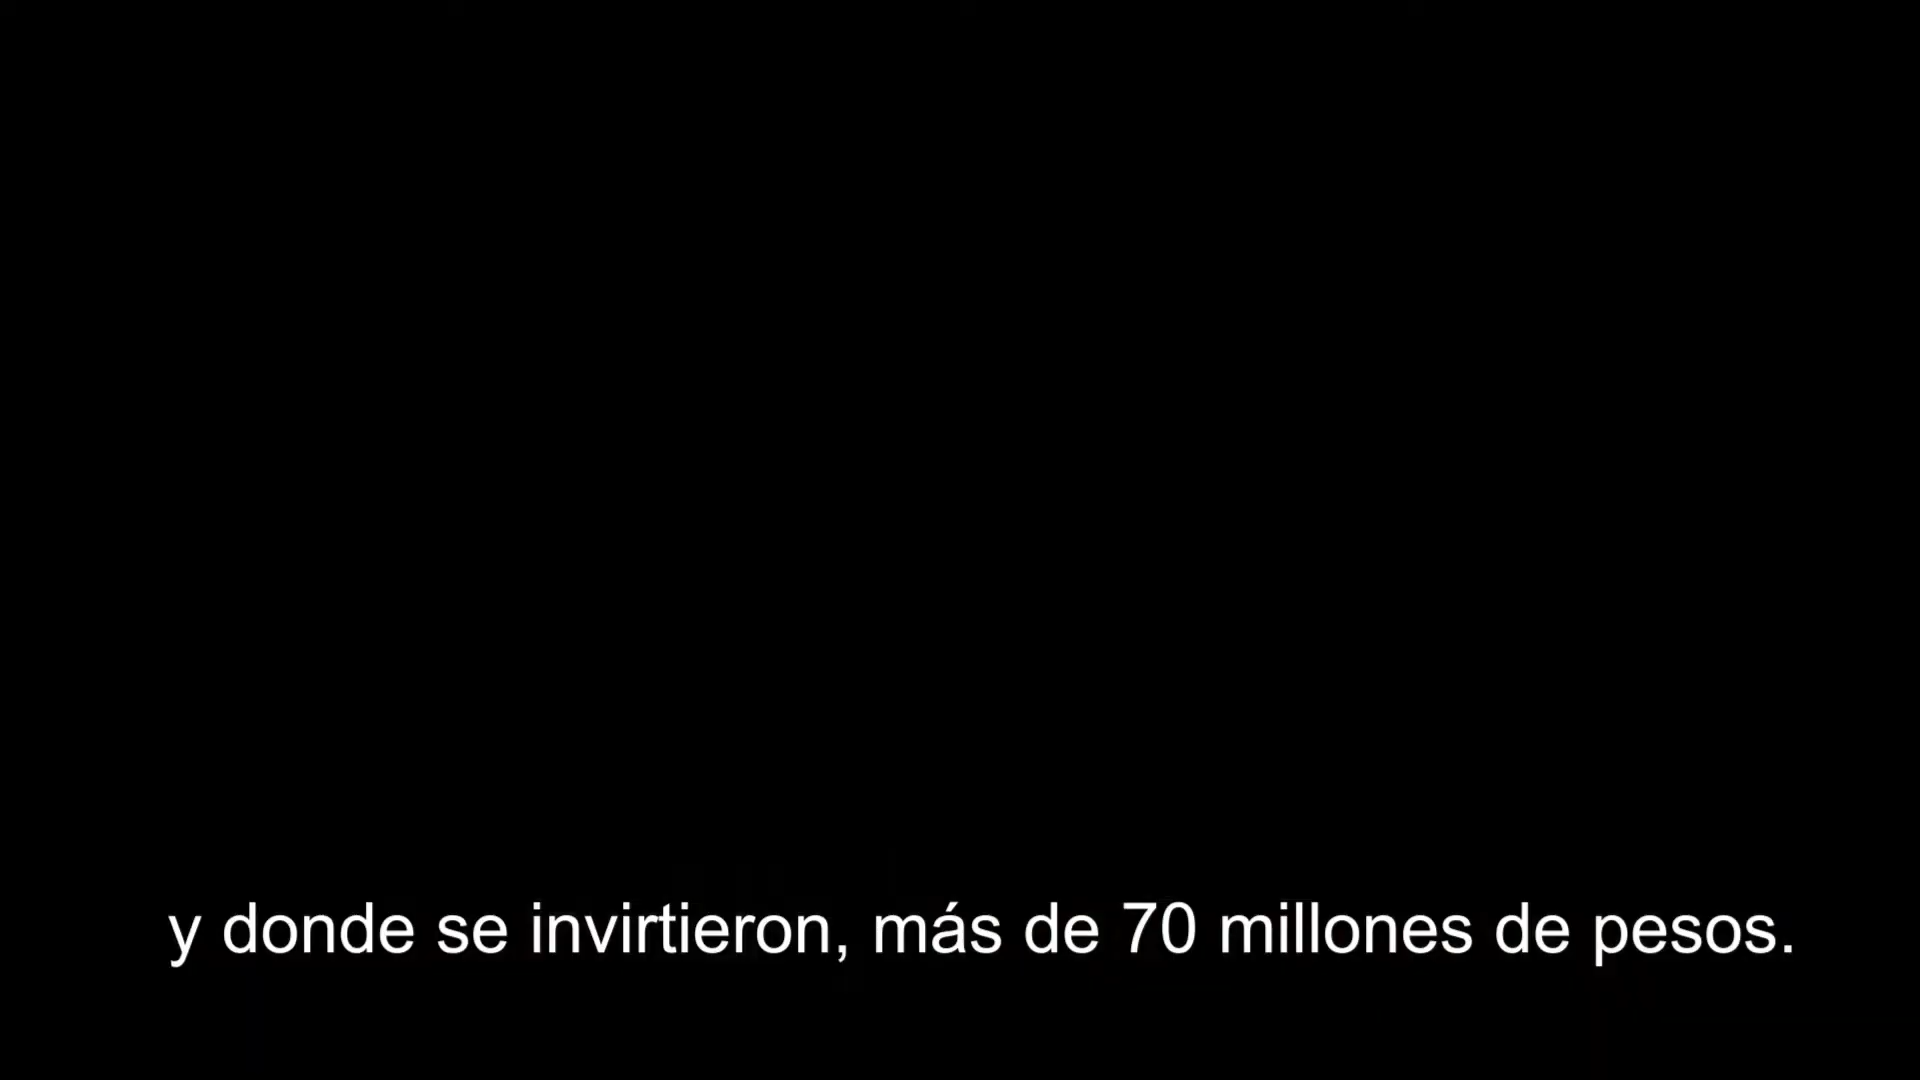 y donde se invirtieron, más de 70 millones de pesos.